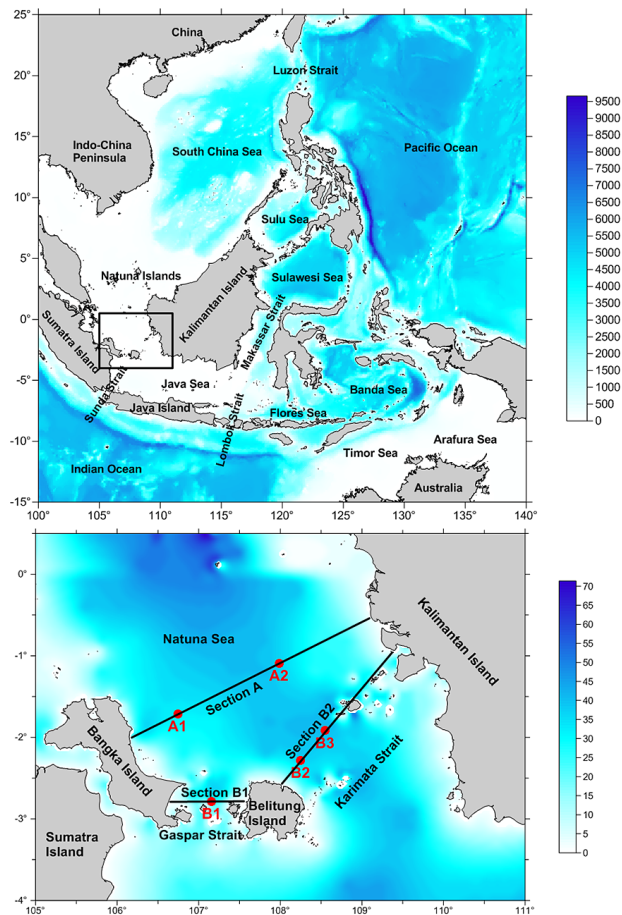 China
25°
20°
15°
10°
5°
0°
-5°
-10°
-15°
Luzon Strait
Indo-China
Peninsula
South China Sea
Pacific Ocean
Sulu Sea
Natuna Islands
Kalimantan Island
Sulawesi Sea
Makassar Strait
Sumatra Island
Sunda Strait
Java Sea
Java Island
Lombok Strait
Flores Sea
Banda Sea
Timor Sea
Arafura Sea
Indian Ocean
Australia
100 105° 110° 115° 120° 125° 130° 135° 140°
9500
9000
8500
8000
7500
7000
6500
6000
5500
5000
4500
4000
3500
3000
2500
2000
1500
1000
500
0
0°
-1°
-2°
-3°
-4°
Natuna Sea
Kalimantan Island
A2
Section A
A1
Bangka Island
Section B2
B3
B2
Karimata Strait
Section B1
B1
Belitung
Island
Gaspar Strait
Sumatra
Island
105° 106° 107° 108° 109° 110° 111°
70
65
60
55
50
45
40
35
30
25
20
15
10
5
0